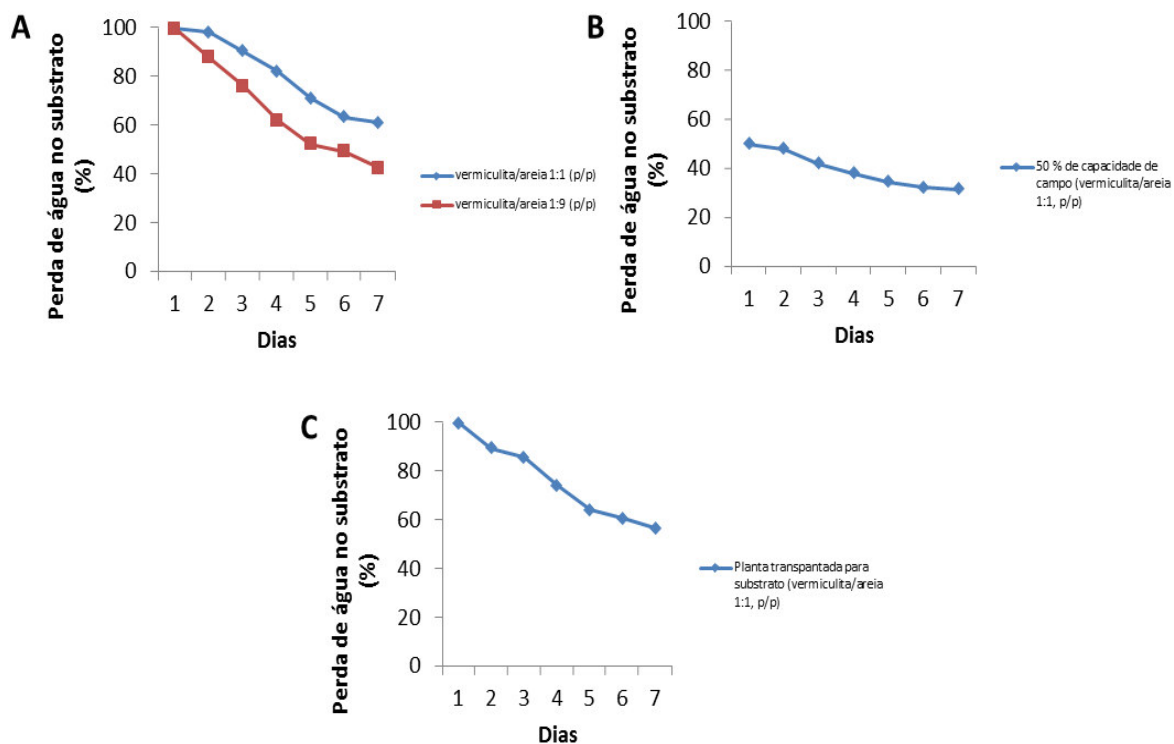 A
Perda de água no substrato
(%)
100
80
60
40
20
0
1 2 3 4 5 6 7
Dias
vermiculita/areia 1:1 (p/p)
vermiculita/areia 1:9 (p/p)
B
Perda de água no substrato
(%)
100
80
60
40
20
0
1 2 3 4 5 6 7
Dias
50 % de capacidade de
campo (vermiculita/areia
1:1, p/p)
C
Perda de água no substrato
(%)
100
80
60
40
20
0
1 2 3 4 5 6 7
Dias
Planta transpantada para
substrato (vermiculita/areia
1:1, p/p)